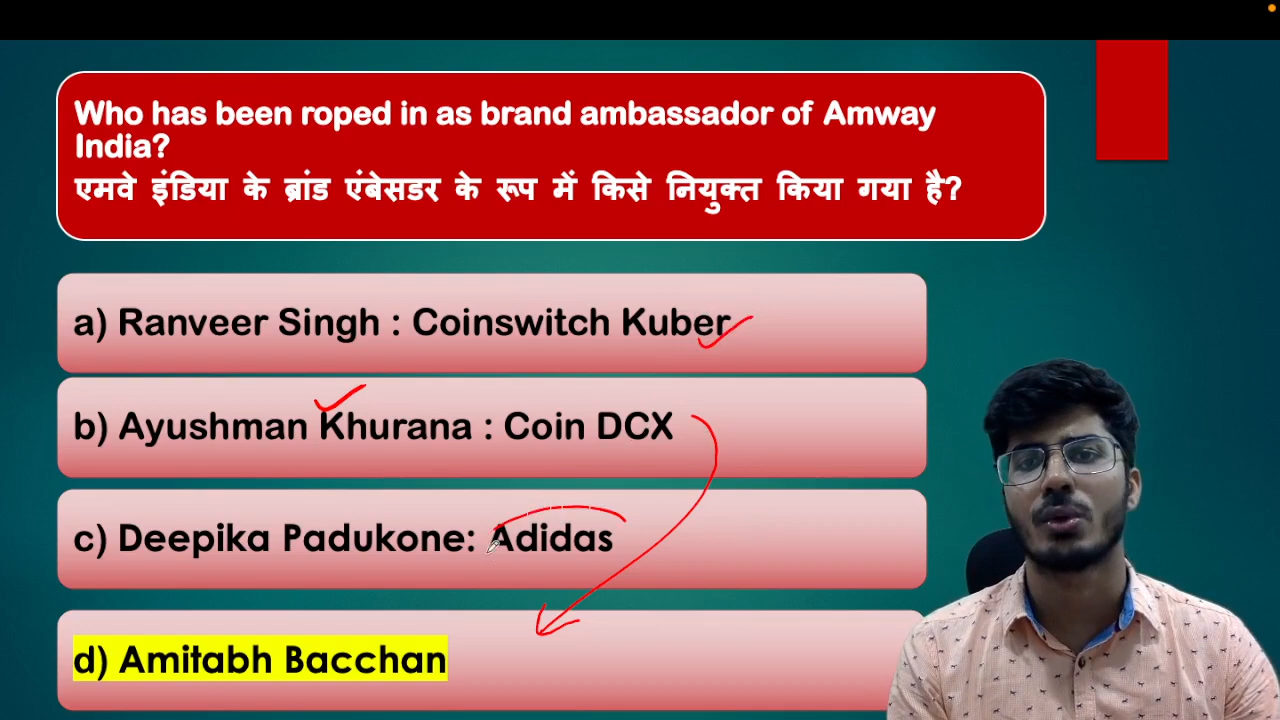 Who has been roped in as brand ambassador of Amway
India?
एमवे इंडिया के ब्रांड एंबेसडर के रूप में किसे नियुक्त किया गया है?
a) Ranveer Singh : Coinswitch Kuber
b) Ayushman Khurana : Coin DCX
c) Deepika Padukone: Adidas
d) Amitabh Bacchan